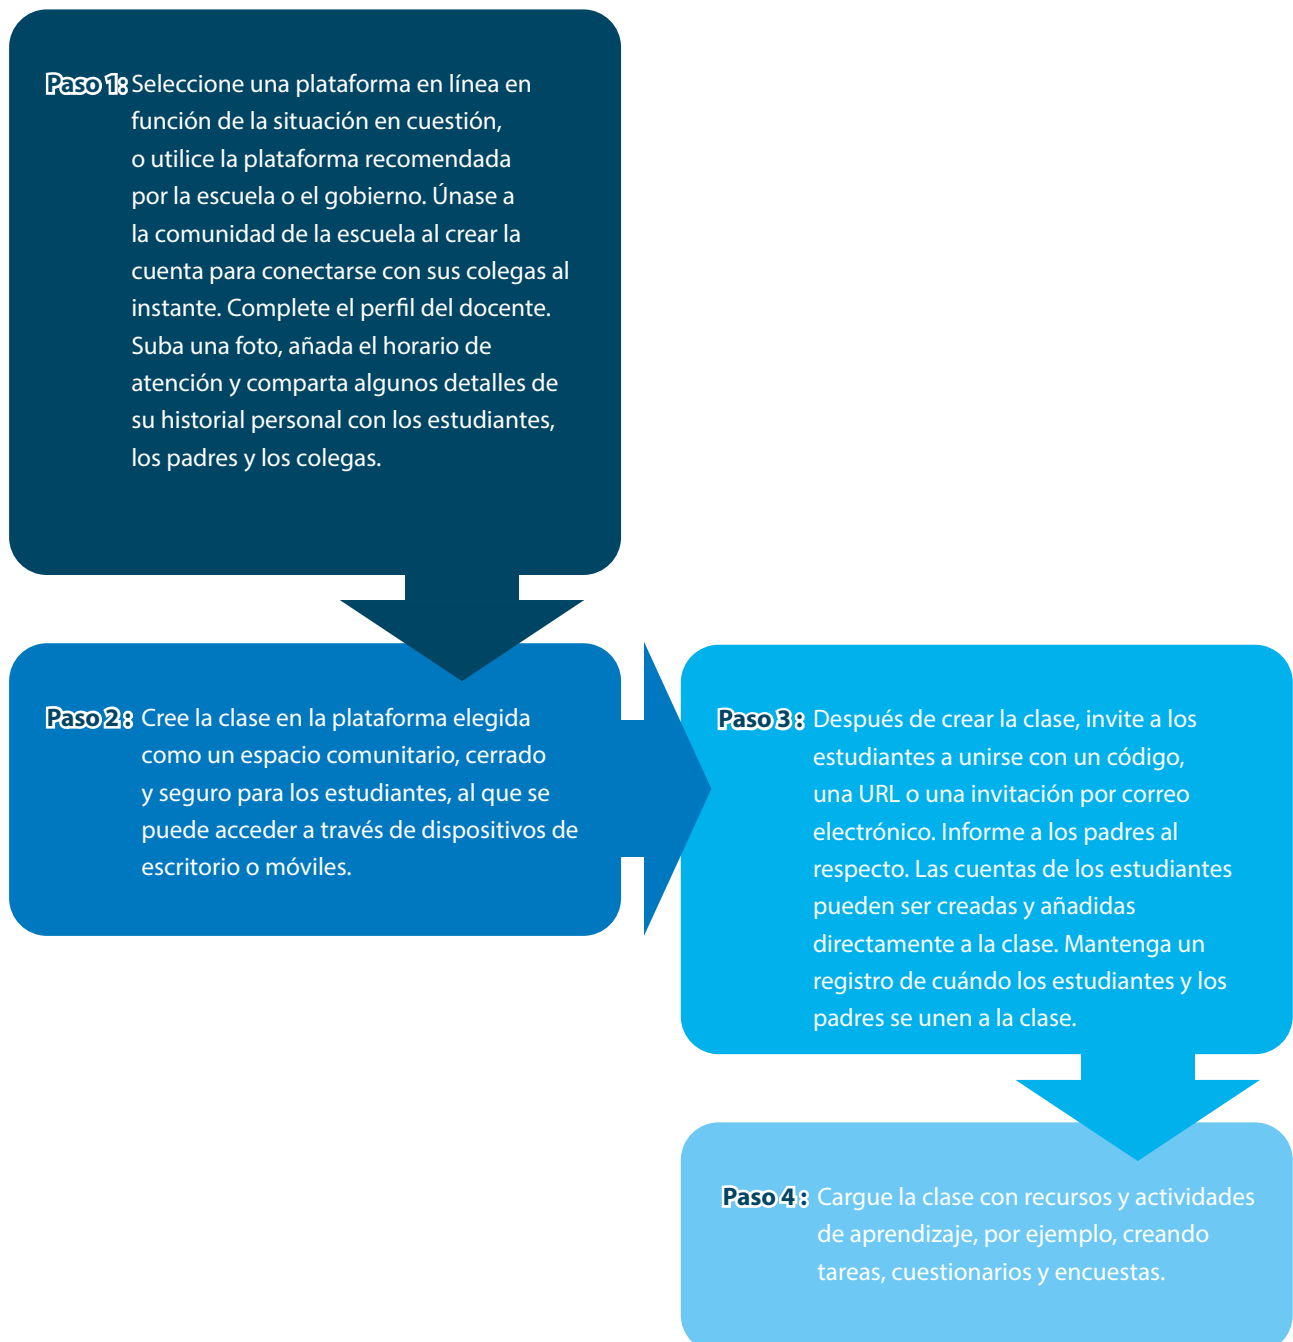 Paso 1: Seleccione una plataforma en línea en
función de la situación en cuestión,
o utilice la plataforma recomendada
por la escuela o el gobierno. Únase a
la comunidad de la escuela al crear la
cuenta para conectarse con sus colegas al
instante. Complete el perfil del docente.
Suba una foto, añada el horario de
atención y comparta algunos detalles de
su historial personal con los estudiantes,
los padres y los colegas.
Paso 2: Cree la clase en la plataforma elegida
como un espacio comunitario, cerrado
y seguro para los estudiantes, al que se
puede acceder a través de dispositivos de
escritorio o móviles.
Paso 3: Después de crear la clase, invite a los
estudiantes a unirse con un código,
una URL o una invitación por correo
electrónico. Informe a los padres al
respecto. Las cuentas de los estudiantes
pueden ser creadas y añadidas
directamente a la clase. Mantenga un
registro de cuándo los estudiantes y los
padres se unen a la clase.
Paso 4: Cargue la clase con recursos y actividades
de aprendizaje, por ejemplo, creando
tareas, cuestionarios y encuestas.